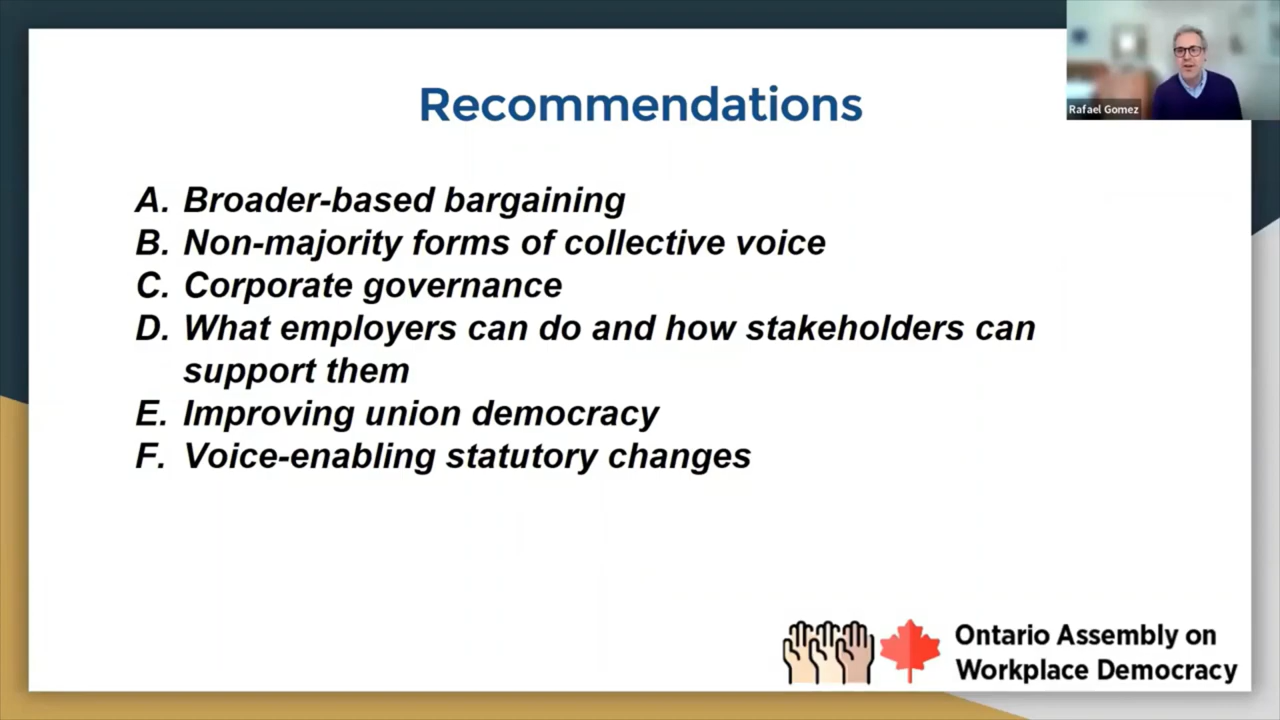 Recommendations
Rafael Gomez
A. Broader-based bargaining
B. Non-majority forms of collective voice
C. Corporate governance
D. What employers can do and how stakeholders can
support them
E. Improving union democracy
F. Voice-enabling statutory changes
Ontario Assembly on
Workplace Democracy